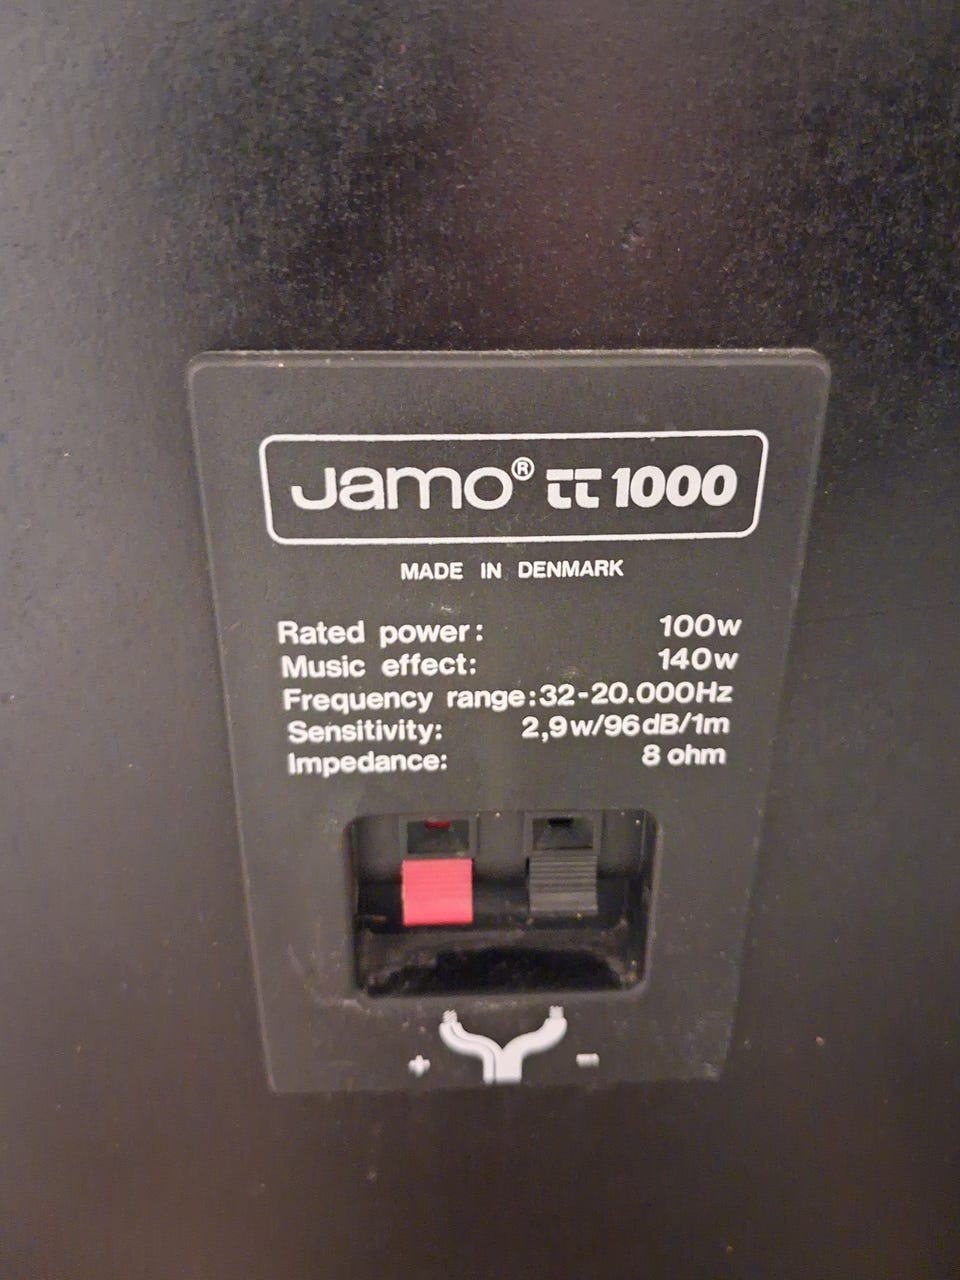 Jamo® π 1000
MADE IN DENMARK
Rated power: 100w
Music effect: 140w
Frequency range:32-20.000Hz
Sensitivity: 2,9w/96dB/1m
Impedance: 8 ohm
+ -